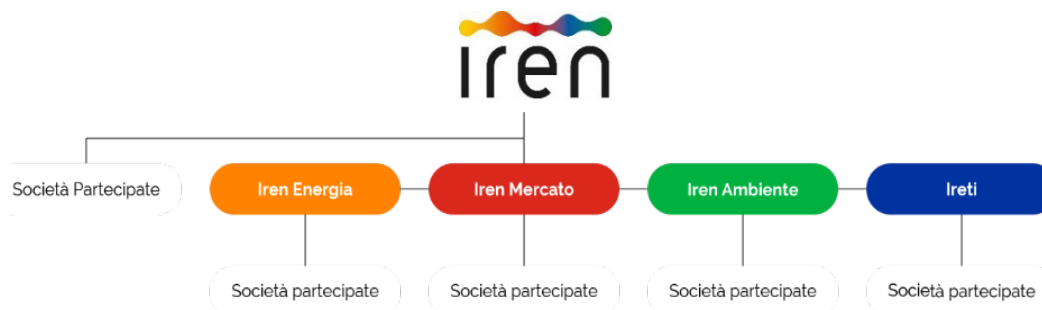 iren
Società Partecipate
Iren Energia
Iren Mercato
Iren Ambiente
Ireti
Società partecipate
Società partecipate
Società partecipate
Società partecipate